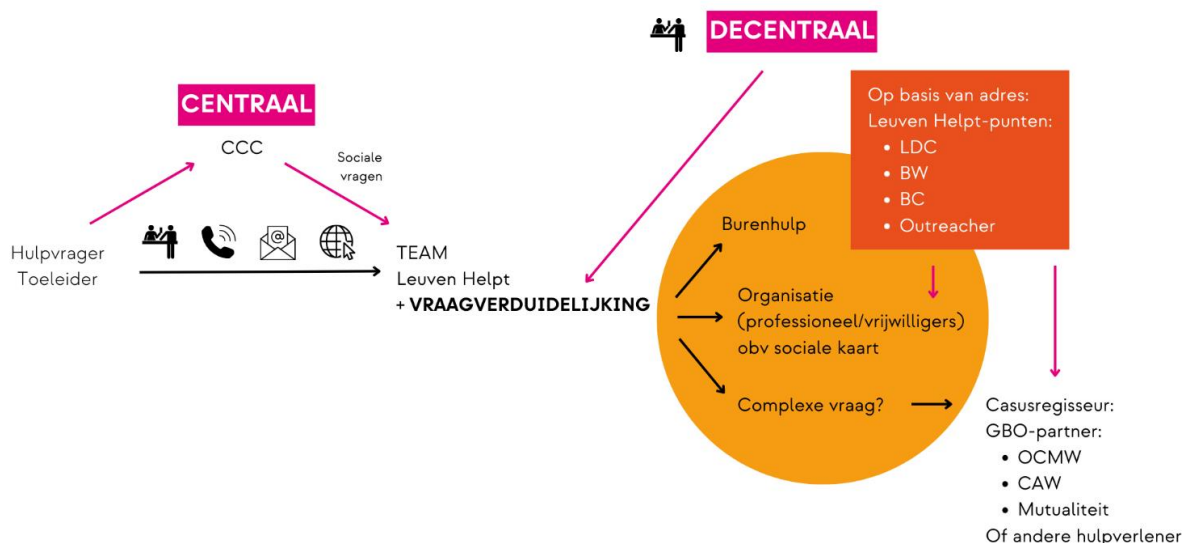 DECENTRAAL
CENTRAAL
CCC
Sociale
vragen
Hulpvrager
Toeleider
@
TEAM
Leuven Helpt
+ VRAAGVERDUIDELIJKING
Op basis van adres:
Leuven Helpt-punten:
• LDC
• BW
• BC
• Outreacher
Burenhulp
Organisatie
(professioneel/vrijwilligers)
obv sociale kaart
Complexe vraag?
Casusregisseur:
GBO-partner:
• OCMW
• CAW
• Mutualiteit
Of andere hulpverlener